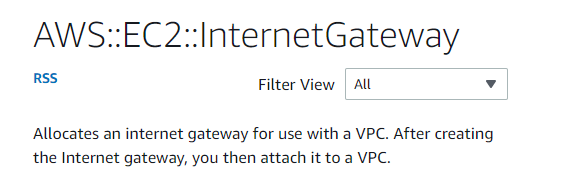 AWS::EC2::InternetGateway
RSS
Filter View All
Allocates an internet gateway for use with a VPC. After creating
the Internet gateway, you then attach it to a VPC.